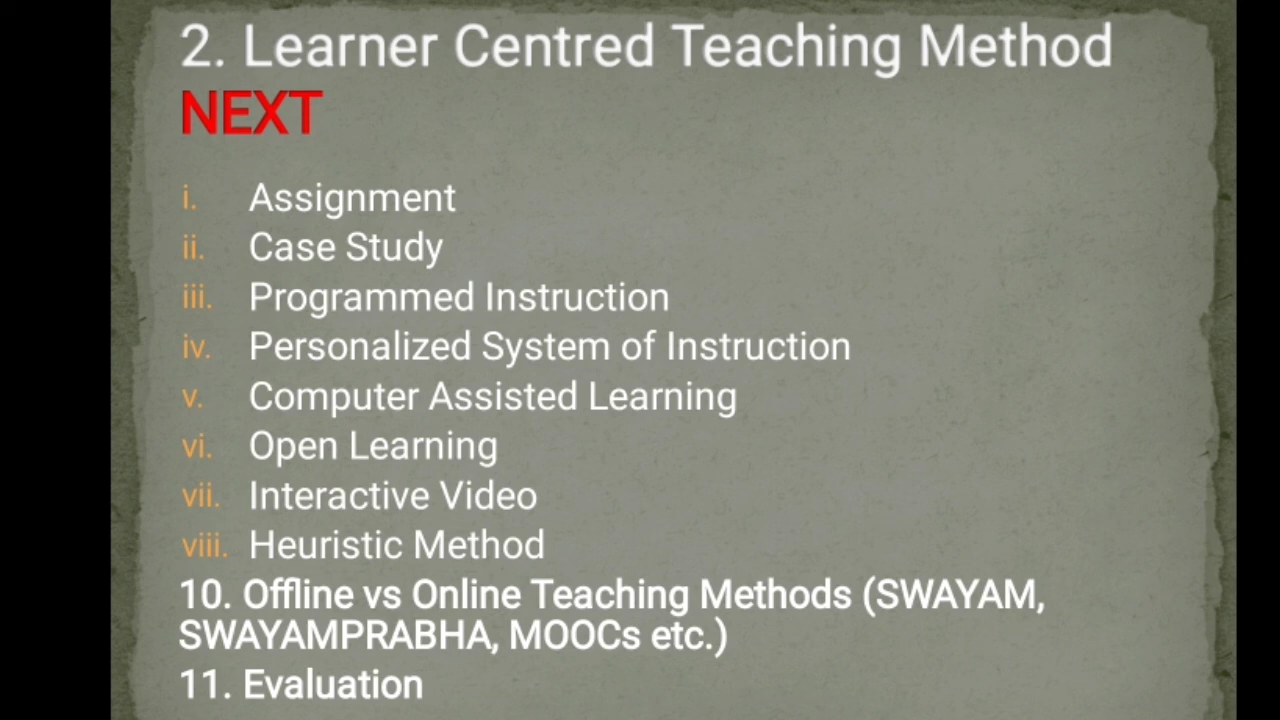 2. Learner Centred Teaching Method
NEXT
i. Assignment
ii. Case Study
iii. Programmed Instruction
iv. Personalized System of Instruction
v. Computer Assisted Learning
vi. Open Learning
vii. Interactive Video
viii. Heuristic Method
10. Offline vs Online Teaching Methods (SWAYAM,
SWAYAMPRABHA, MOOCs etc.)
11. Evaluation